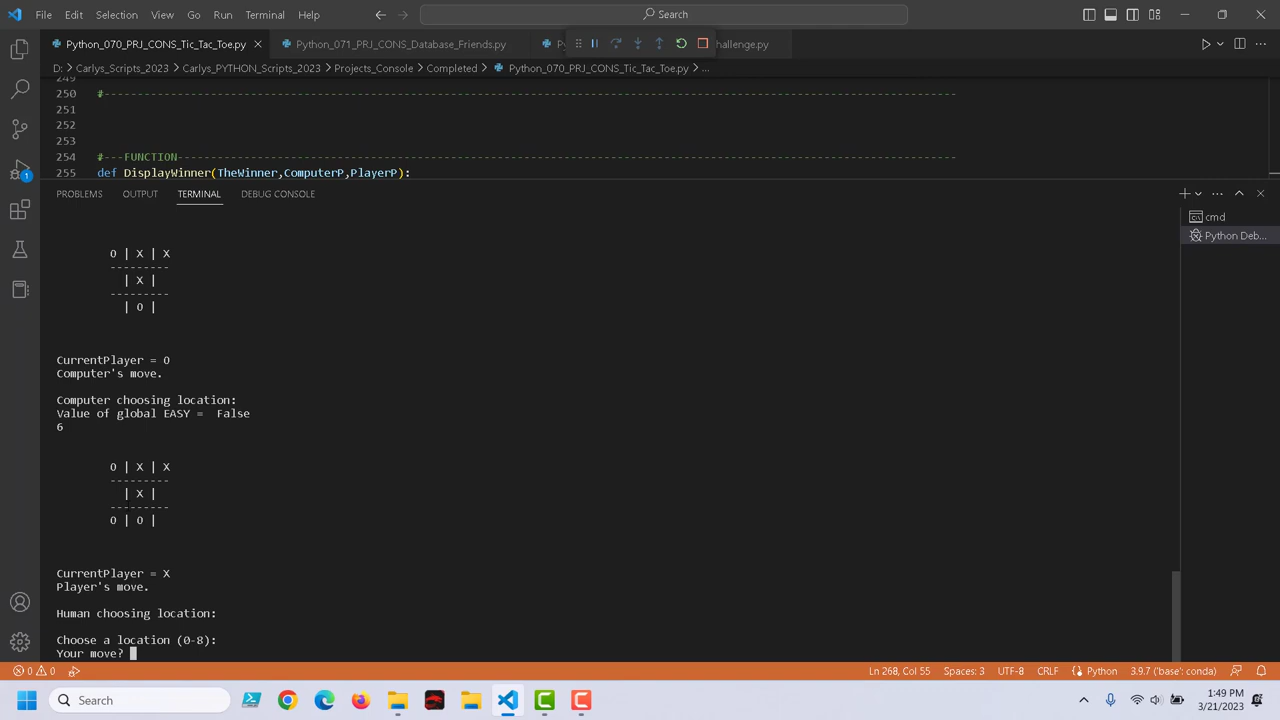 File Edit Selection View Go Run Terminal Help Search
Python_070_PRJ_CONS_Tic_Tac_Toe.py Python_071_PRJ_CONS_Database_Friends.py Py hallenge.py
D: > Carlys_Scripts_2023 > Carlys_PYTHON_Scripts_2023 > Projects_Console > Completed > Python_070_PRJ_CONS_Tic_Tac_Toe.py > ...
249
250 #--------------------------------------------------------------------------------------------------------------------------------
251
252
253
254 #---FUNCTION---------------------------------------------------------------------------------------------------------------------
255 def DisplayWinner(TheWinner,ComputerP,PlayerP):
PROBLEMS OUTPUT TERMINAL DEBUG CONSOLE
cmd
Python Deb...
O | X | X
---------
| X |
---------
| O |
CurrentPlayer = O
Computer's move.
Computer choosing location:
Value of global EASY =  False
6
O | X | X
---------
| X |
---------
O | O |
CurrentPlayer = X
Player's move.
Human choosing location:
Choose a location (0-8):
Your move?
0 0 Ln 268, Col 55 Spaces: 3 UTF-8 CRLF Python 3.9.7 ('base': conda)
Search 1:49 PM
3/21/2023